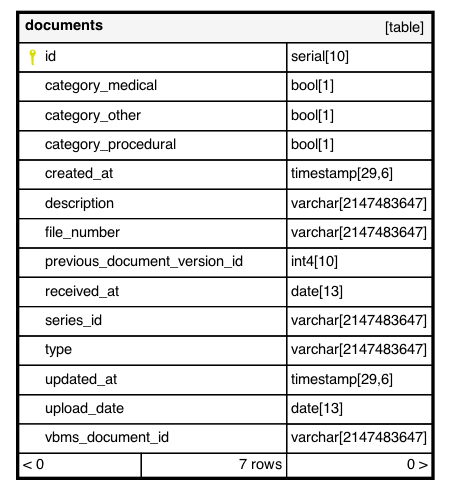 documents [table]
id serial[10]
category_medical bool[1]
category_other bool[1]
category_procedural bool[1]
created_at timestamp[29,6]
description varchar[2147483647]
file_number varchar[2147483647]
previous_document_version_id int4[10]
received_at date[13]
series_id varchar[2147483647]
type varchar[2147483647]
updated_at timestamp[29,6]
upload_date date[13]
vbms_document_id varchar[2147483647]
< 0 7 rows 0 >